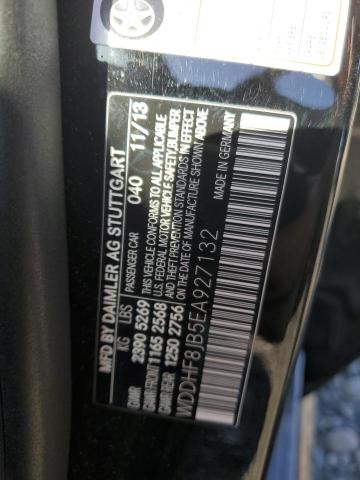 MFD. BY DAIMLER AG STUTTGART
PASSENGER CAR 040 11/13
KG LBS
GVWR 2390 5269
GAWR FRONT 1165 2568
GAWR REAR 1250 2756
THIS VEHICLE CONFORMS TO ALL APPLICABLE
U.S. FEDERAL MOTOR VEHICLE SAFETY, BUMPER
AND THEFT PREVENTION STANDARDS IN EFFECT
ON THE DATE OF MANUFACTURE SHOWN ABOVE.
WDDHF8JB5EA927132
MADE IN GERMANY